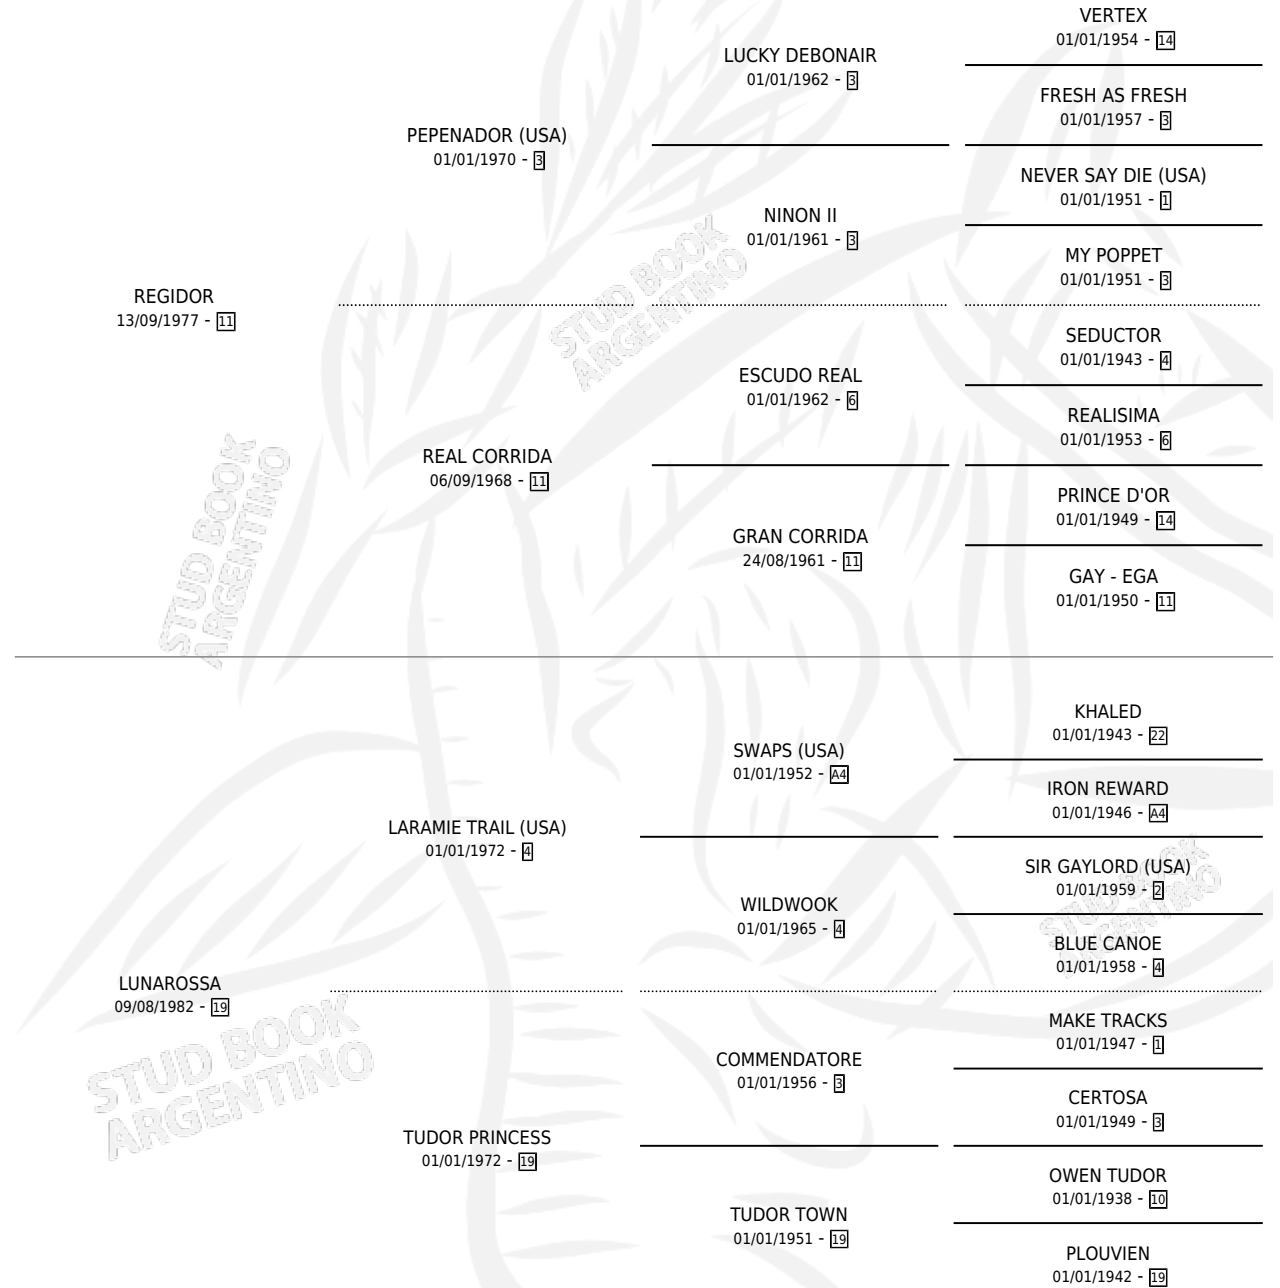 VERTEX
01/01/1954 - 14
LUCKY DEBONAIR
01/01/1962 - 3
FRESH AS FRESH
01/01/1957 - 3
PEPENADOR (USA)
01/01/1970 - 3
NEVER SAY DIE (USA)
01/01/1951 - 1
NINON II
01/01/1961 - 3
MY POPPET
01/01/1951 - 3
REGIDOR
13/09/1977 - 11
STUD BOOK
ARGENTINO
SEDUCTOR
01/01/1943 - 4
ESCUDO REAL
01/01/1962 - 6
REALISIMA
01/01/1953 - 6
REAL CORRIDA
06/09/1968 - 11
PRINCE D'OR
01/01/1949 - 14
GRAN CORRIDA
24/08/1961 - 11
GAY - EGA
01/01/1950 - 11
STUD BOOK
ARGENTINO
KHALED
01/01/1943 - 22
SWAPS (USA)
01/01/1952 - A4
IRON REWARD
01/01/1946 - A4
LARAMIE TRAIL (USA)
01/01/1972 - 4
SIR GAYLORD (USA)
01/01/1959 - 2
WILDWOOK
01/01/1965 - 4
BLUE CANOE
01/01/1958 - 4
STUD BOOK
ARGENTINO
LUNAROSSA
09/08/1982 - 19
MAKE TRACKS
01/01/1947 - 1
COMMENDATORE
01/01/1956 - 3
CERTOSA
01/01/1949 - 3
STUD BOOK
ARGENTINO
TUDOR PRINCESS
01/01/1972 - 19
OWEN TUDOR
01/01/1938 - 10
TUDOR TOWN
01/01/1951 - 19
PLOUVIEN
01/01/1942 - 19